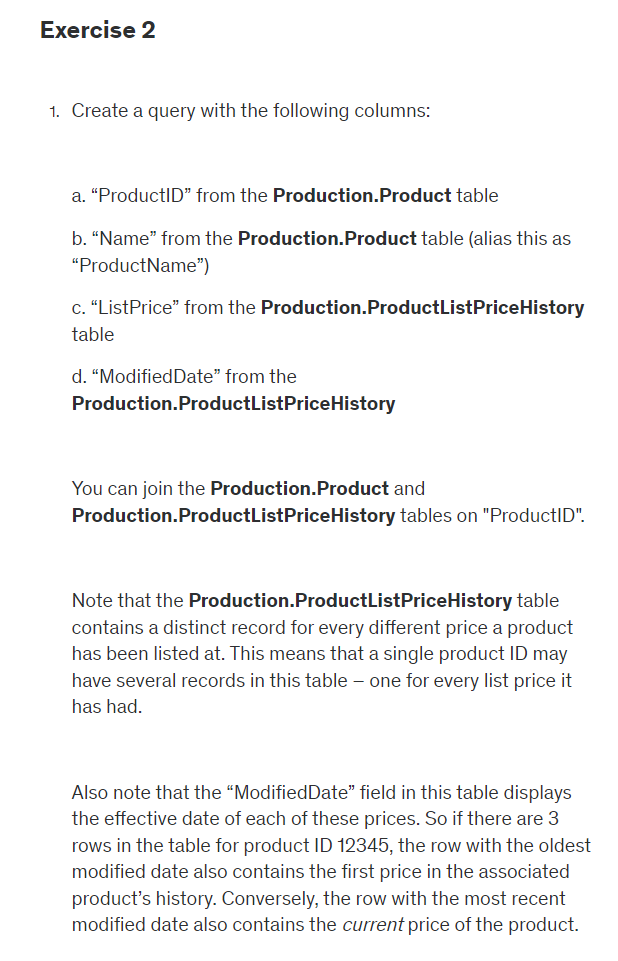 Exercise 2
1. Create a query with the following columns:
a. “ProductID” from the Production.Product table
b. “Name” from the Production.Product table (alias this as
“ProductName”)
c. “ListPrice” from the Production.ProductListPriceHistory
table
d. “ModifiedDate” from the
Production.ProductListPriceHistory
You can join the Production.Product and
Production.ProductListPriceHistory tables on "ProductID".
Note that the Production.ProductListPriceHistory table
contains a distinct record for every different price a product
has been listed at. This means that a single product ID may
have several records in this table – one for every list price it
has had.
Also note that the “ModifiedDate” field in this table displays
the effective date of each of these prices. So if there are 3
rows in the table for product ID 12345, the row with the oldest
modified date also contains the first price in the associated
product’s history. Conversely, the row with the most recent
modified date also contains the current price of the product.